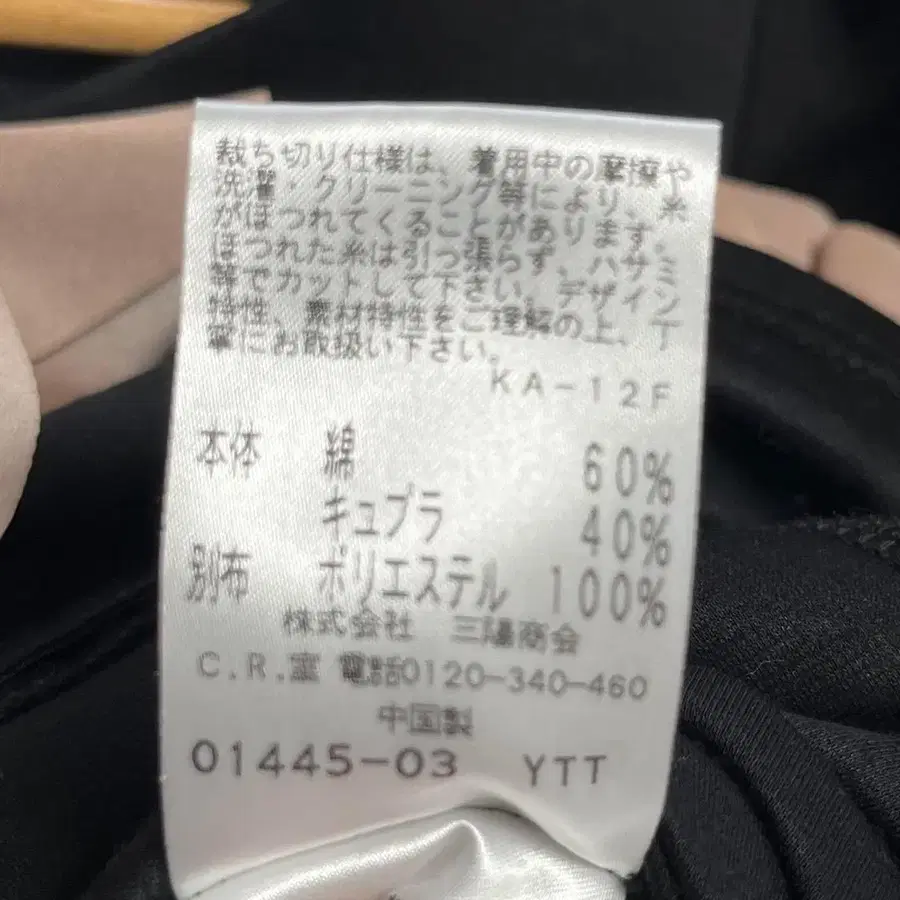 裁ち切り仕様は、着用中の摩擦や
洗濯・クリーニング等により、糸
がほつれてくることがあります。
ほつれた糸は引っ張らず、ハサミ
等でカットして下さい。デザイン
特性、素材特性をご理解の上、丁
寧にお取扱い下さい。
KA-12F
本体 綿 60%
キュプラ 40%
別布 ポリエステル 100%
株式会社 三陽商会
C.R.室 電話0120-340-460
中国製
01445-03 YTT